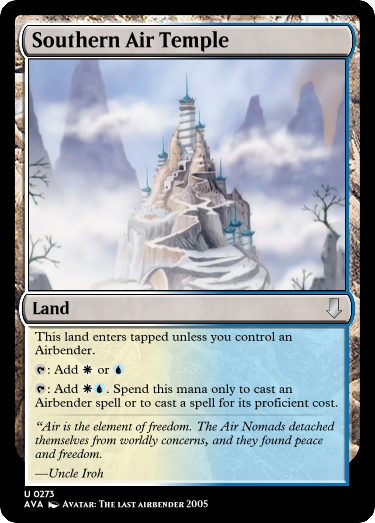 Southern Air Temple
Land
This land enters tapped unless you control an
Airbender.
: Add or
: Add . Spend this mana only to cast an
Airbender spell or to cast a spell for its proficient cost.
“Air is the element of freedom. The Air Nomads detached
themselves from worldly concerns, and they found peace
and freedom.
—Uncle Iroh
U 0273
AVA Avatar: The last airbender 2005